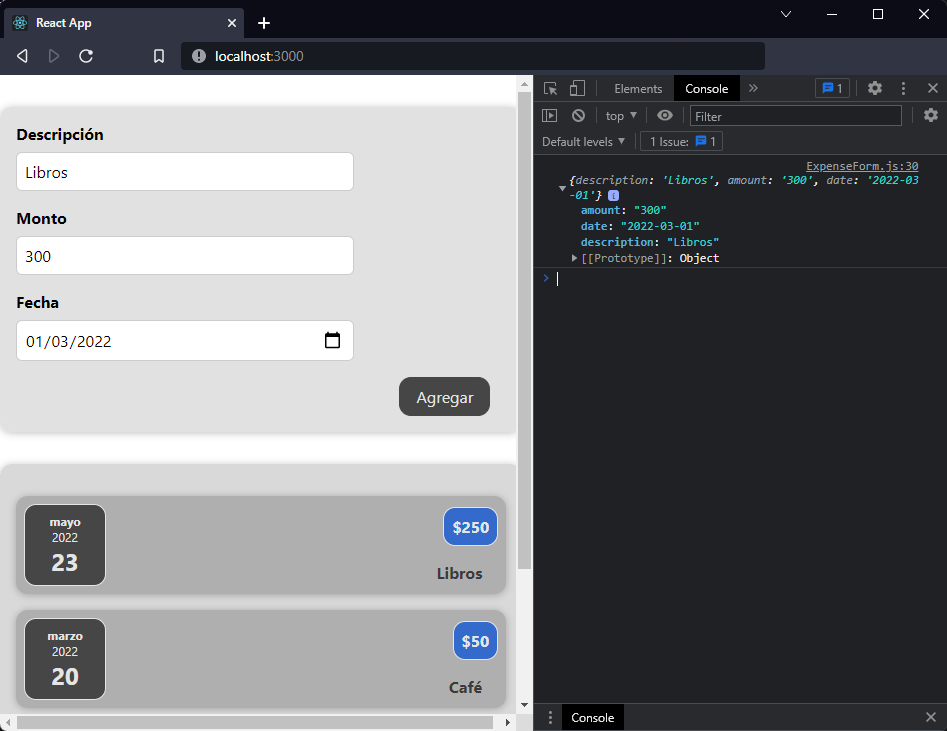 React App
localhost:3000
Descripción
Libros
Monto
300
Fecha
01/03/2022
Agregar
mayo
2022
23
$250
Libros
marzo
2022
20
$50
Café
Elements
Console
1
top
Filter
Default levels
1 Issue:
1
ExpenseForm.js:30
{description: 'Libros', amount: '300', date: '2022-03
-01'}
amount: "300"
date: "2022-03-01"
description: "Libros"
[[Prototype]]: Object
Console